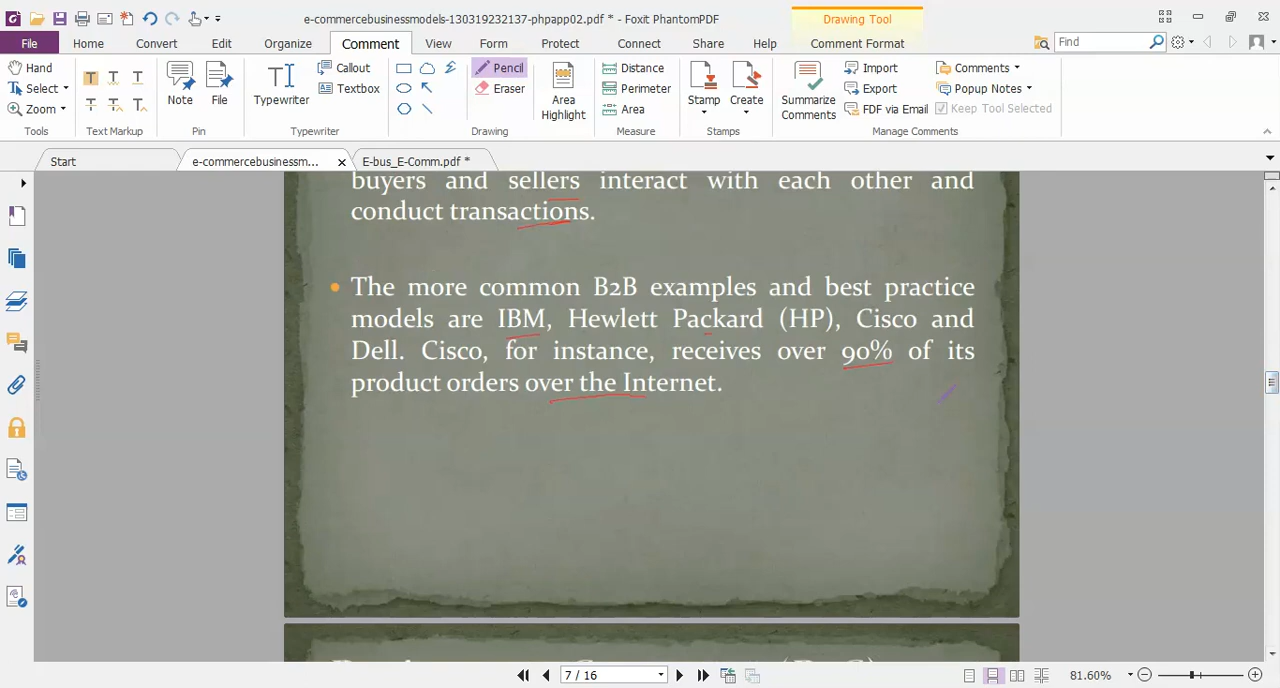 e-commercebusinessmodels-130319232137-phpapp02.pdf * - Foxit PhantomPDF
Drawing Tool
File Home Convert Edit Organize Comment View Form Protect Connect Share Help Comment Format Find
Hand
Select
Zoom
Tools
T T T
T T T
Text Markup
Note
File
Pin
Typewriter
Callout
Textbox
Typewriter
Pencil
Eraser
Drawing
Area Highlight
Distance
Perimeter
Area
Measure
Stamp
Create
Stamps
Summarize Comments
Import
Export
FDF via Email
Comments
Popup Notes
Keep Tool Selected
Manage Comments
Start e-commercebusinessm... E-bus_E-Comm.pdf *
buyers and sellers interact with each other and
conduct transactions.
The more common B2B examples and best practice
models are IBM, Hewlett Packard (HP), Cisco and
Dell. Cisco, for instance, receives over 90% of its
product orders over the Internet.
7 / 16 81.60%